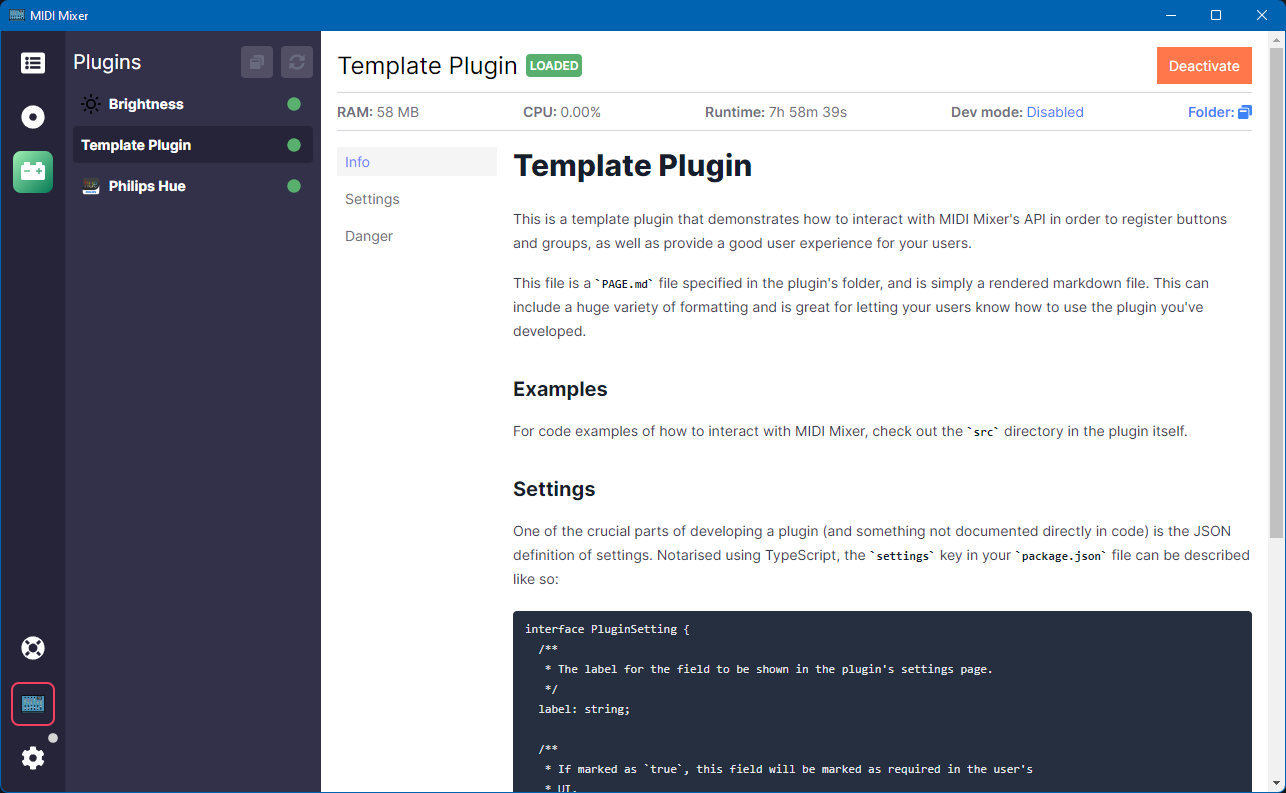 MIDI Mixer
Plugins
Brightness
Template Plugin
Philips Hue
Template Plugin LOADED
Deactivate
RAM: 58 MB CPU: 0.00% Runtime: 7h 58m 39s Dev mode: Disabled Folder:
Info
Settings
Danger
Template Plugin
This is a template plugin that demonstrates how to interact with MIDI Mixer's API in order to register buttons
and groups, as well as provide a good user experience for your users.
This file is a `PAGE.md` file specified in the plugin's folder, and is simply a rendered markdown file. This can
include a huge variety of formatting and is great for letting your users know how to use the plugin you've
developed.
Examples
For code examples of how to interact with MIDI Mixer, check out the `src` directory in the plugin itself.
Settings
One of the crucial parts of developing a plugin (and something not documented directly in code) is the JSON
definition of settings. Notarised using TypeScript, the `settings` key in your `package.json` file can be described
like so:
interface PluginSetting {
/**
* The label for the field to be shown in the plugin's settings page.
*/
label: string;
/**
* If marked as `true`, this field will be marked as required in the user's
* UI.